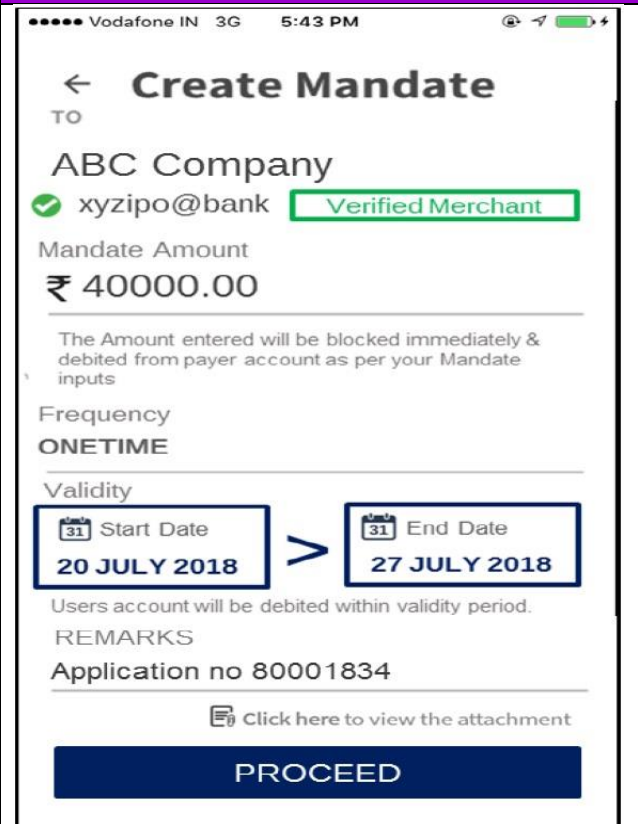 Vodafone IN 3G 5:43 PM
← Create Mandate
TO
ABC Company
xyzipo@bank Verified Merchant
Mandate Amount
₹ 40000.00
The Amount entered will be blocked immediately &
debited from payer account as per your Mandate
inputs
Frequency
ONETIME
Validity
31 Start Date > 31 End Date
20 JULY 2018 27 JULY 2018
Users account will be debited within validity period.
REMARKS
Application no 80001834
Click here to view the attachment
PROCEED